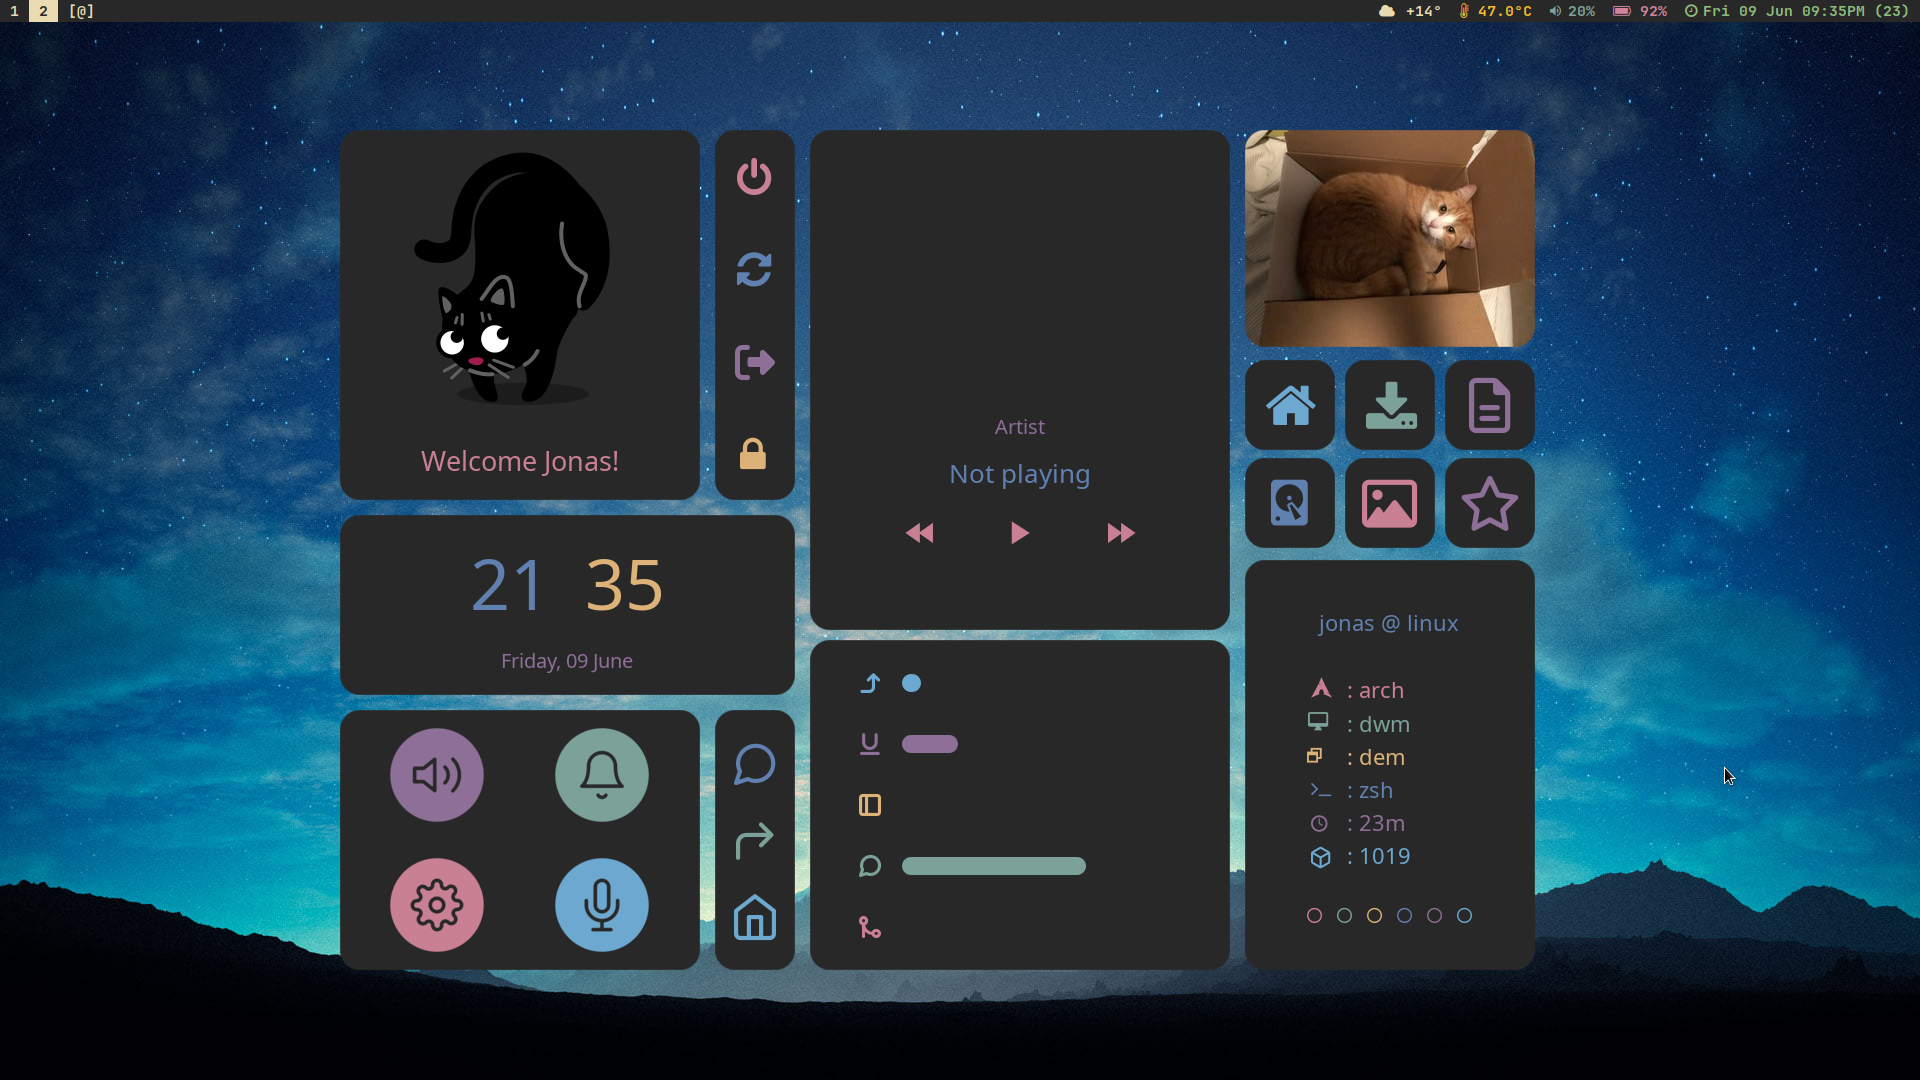 1 2 [@] +14° 47.0°C 20% 92% Fri 09 Jun 09:35PM (23)
Welcome Jonas!
21 35
Friday, 09 June
Artist
Not playing
jonas @ linux
: arch
: dwm
: dem
: zsh
: 23m
: 1019